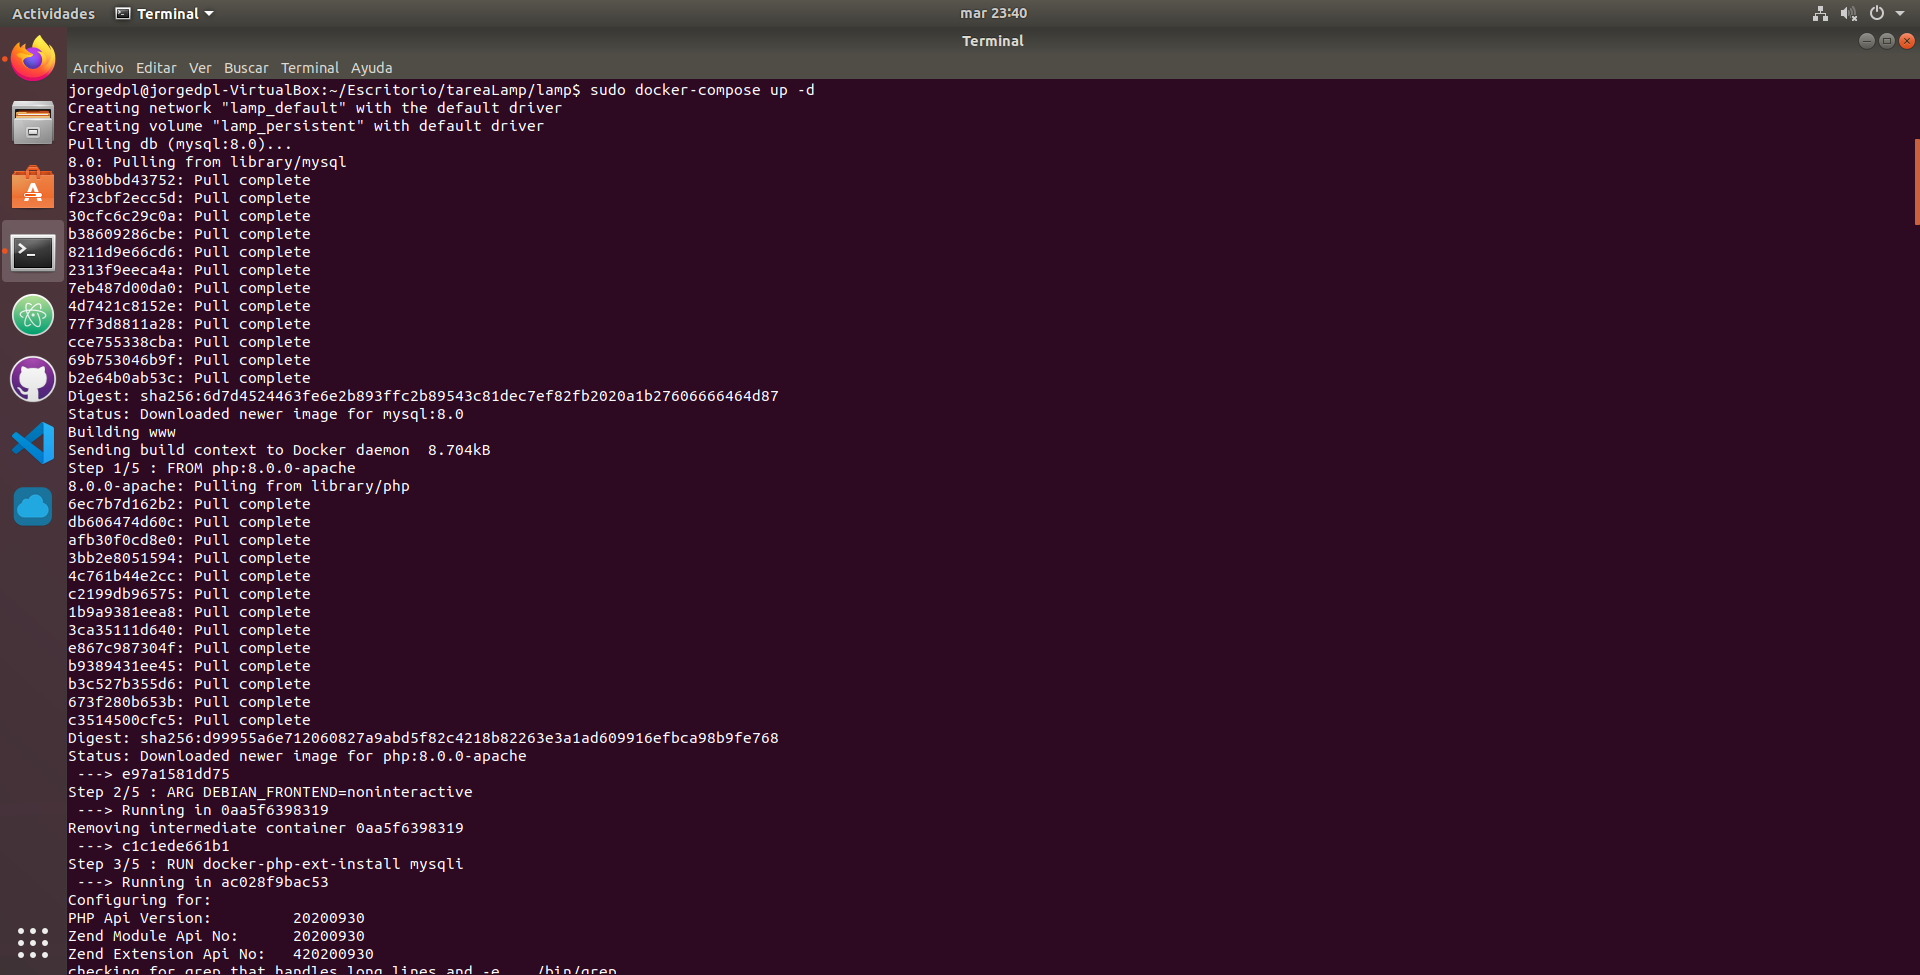 Actividades
Terminal
mar 23:40
Terminal
Archivo Editar Ver Buscar Terminal Ayuda
jorgedpl@jorgedpl-VirtualBox:~/Escritorio/tareaLamp/lamp$ sudo docker-compose up -d
Creating network "lamp_default" with the default driver
Creating volume "lamp_persistent" with default driver
Pulling db (mysql:8.0)...
8.0: Pulling from library/mysql
b380bbd43752: Pull complete
f23cbf2ecc5d: Pull complete
30cfc6c29c0a: Pull complete
b38609286cbe: Pull complete
8211d9e66cd6: Pull complete
2313f9eeca4a: Pull complete
7eb487d00da0: Pull complete
4d7421c8152e: Pull complete
77f3d8811a28: Pull complete
cce755338cba: Pull complete
69b753046b9f: Pull complete
b2e64b0ab53c: Pull complete
Digest: sha256:6d7d4524463fe6e2b893ffc2b89543c81dec7ef82fb2020a1b27606666464d87
Status: Downloaded newer image for mysql:8.0
Building www
Sending build context to Docker daemon  8.704kB
Step 1/5 : FROM php:8.0.0-apache
8.0.0-apache: Pulling from library/php
6ec7b7d162b2: Pull complete
db606474d60c: Pull complete
afb30f0cd8e0: Pull complete
3bb2e8051594: Pull complete
4c761b44e2cc: Pull complete
c2199db96575: Pull complete
1b9a9381eea8: Pull complete
3ca35111d640: Pull complete
e867c987304f: Pull complete
b9389431ee45: Pull complete
b3c527b355d6: Pull complete
673f280b653b: Pull complete
c3514500cfc5: Pull complete
Digest: sha256:d99955a6e712060827a9abd5f82c4218b82263e3a1ad609916efbca98b9fe768
Status: Downloaded newer image for php:8.0.0-apache
 ---> e97a1581dd75
Step 2/5 : ARG DEBIAN_FRONTEND=noninteractive
 ---> Running in 0aa5f6398319
Removing intermediate container 0aa5f6398319
 ---> c1c1ede661b1
Step 3/5 : RUN docker-php-ext-install mysqli
 ---> Running in ac028f9bac53
Configuring for:
PHP Api Version:         20200930
Zend Module Api No:      20200930
Zend Extension Api No:   420200930
checking for grep that handles long lines and -e... /bin/grep